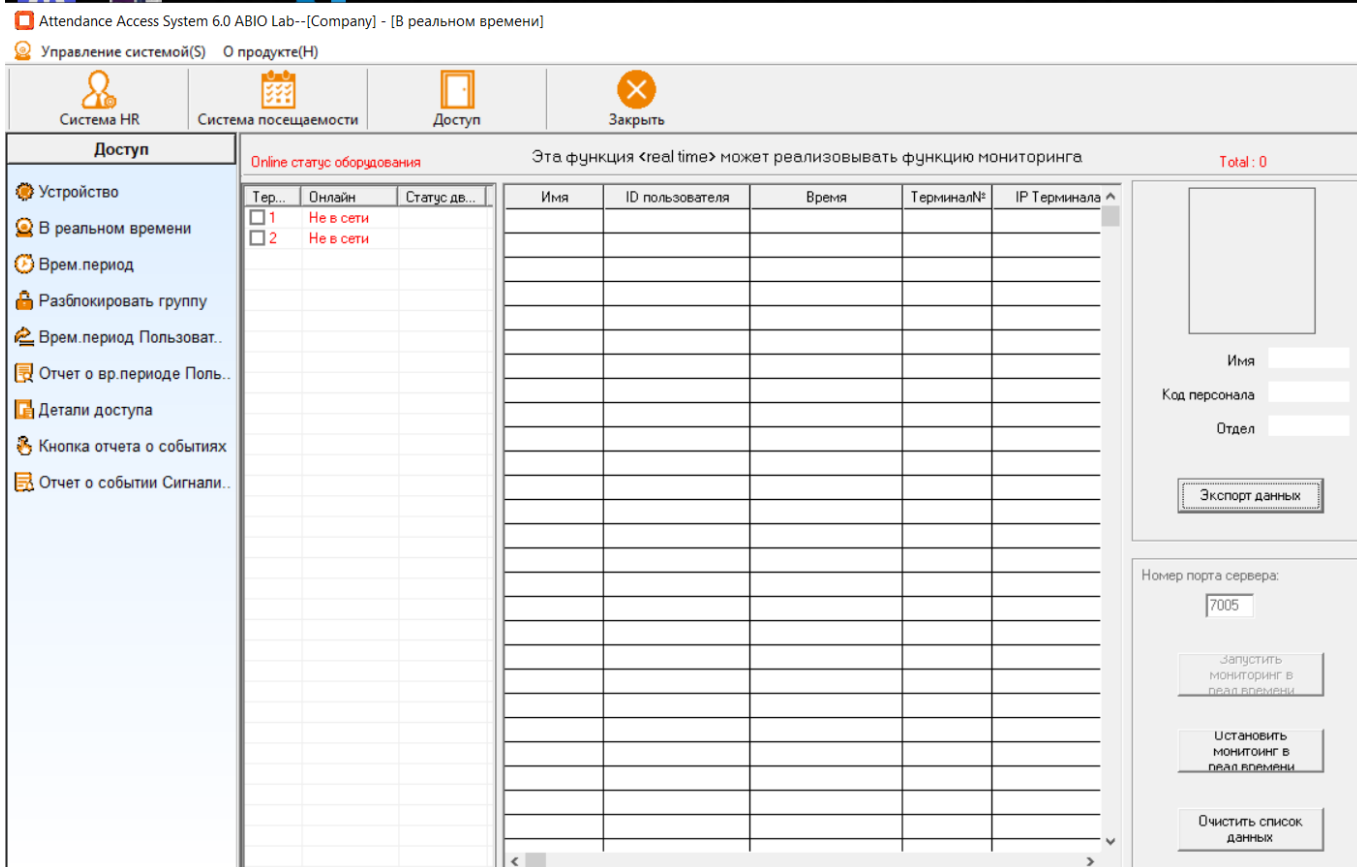 Attendance Access System 6.0 ABIO Lab--[Company] - [В реальном времени]
Управление системой(S) О продукте(H)
Система HR Система посещаемости Доступ Закрыть
Доступ
Устройство
В реальном времени
Врем.период
Разблокировать группу
Врем.период Пользоват..
Отчет о вр.периоде Поль..
Детали доступа
Кнопка отчета о событиях
Отчет о событии Сигнали..
Online статус оборудования
Эта функция <real time> может реализовывать функцию мониторинга
Total : 0
Тер... Онлайн Статус дв...
1 Не в сети
2 Не в сети
Имя ID пользователя Время Терминал№ IP Терминала
Имя
Код персонала
Отдел
Экспорт данных
Номер порта сервера:
7005
Запустить
мониторинг в
реал времени
Установить
монитоинг в
реал времени
Очистить список
данных